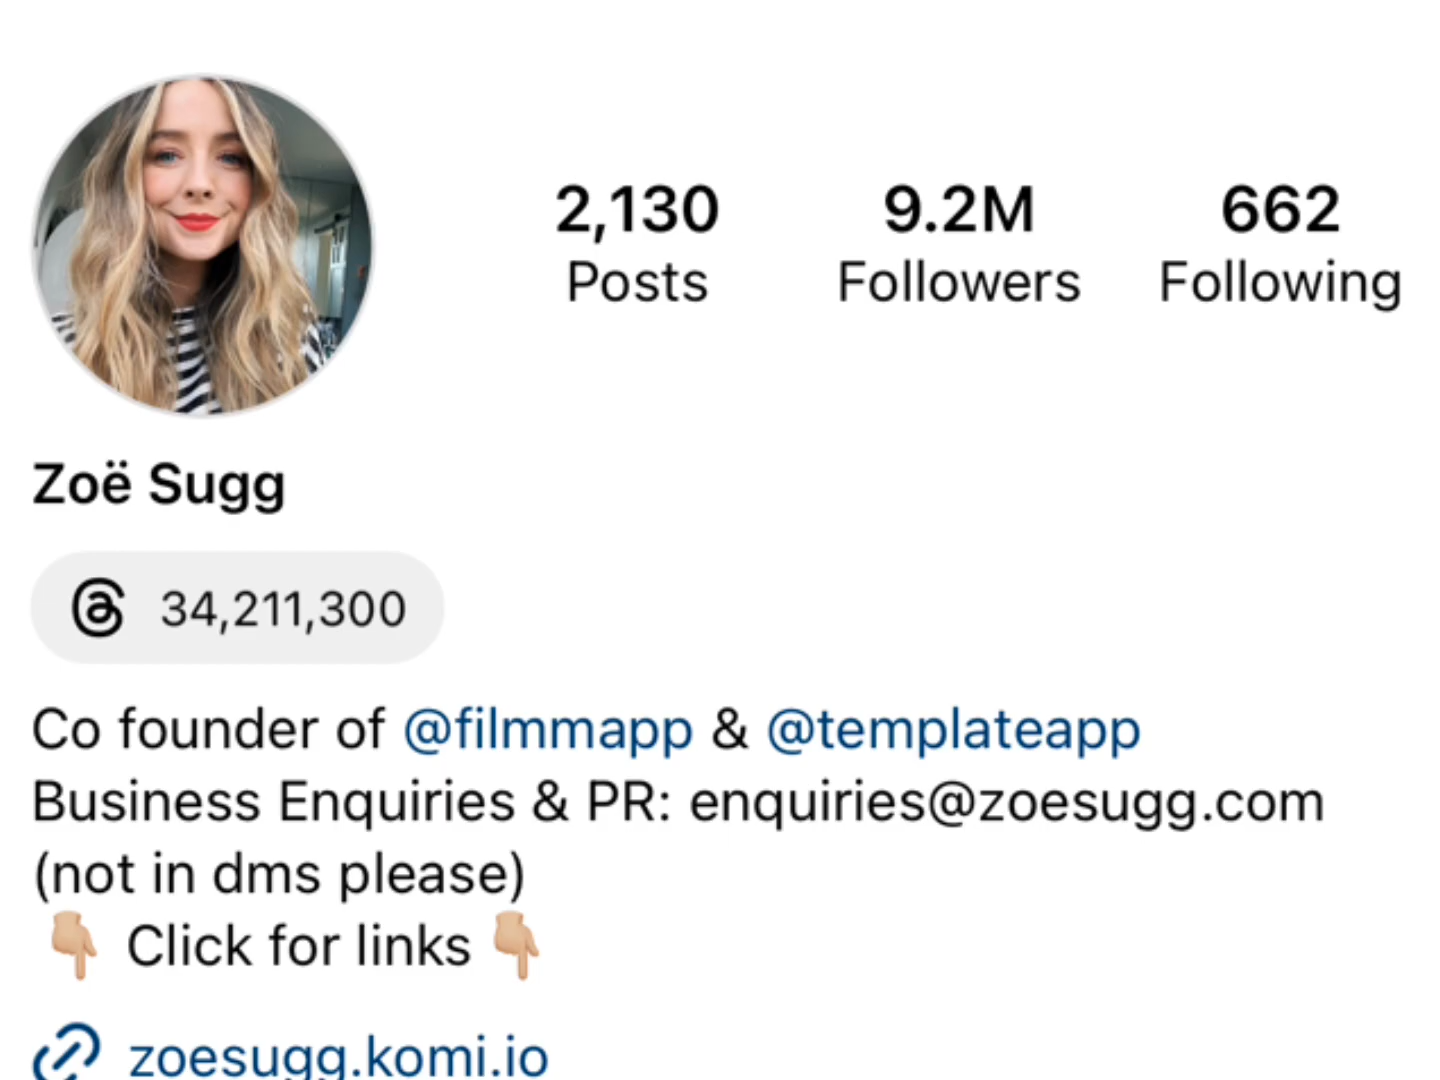 2,130 9.2M 662
Posts Followers Following
Zoë Sugg
34,211,300
Co founder of @filmmapp & @templateapp
Business Enquiries & PR: enquiries@zoesugg.com
(not in dms please)
👇🏼 Click for links 👇🏼
zoesugg.komi.io